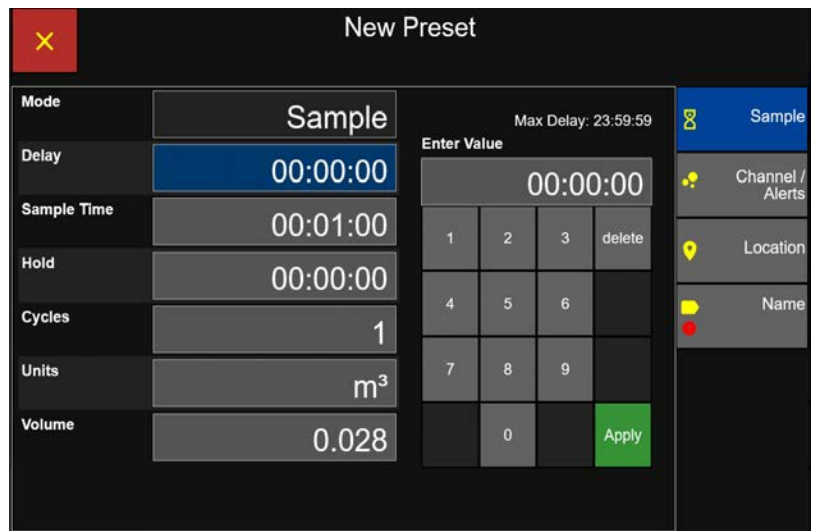 New Preset
Mode
Sample
Delay
00:00:00
Sample Time
00:01:00
Hold
00:00:00
Cycles
1
Units
m³
Volume
0.028
Max Delay: 23:59:59
Enter Value
00:00:00
1 2 3 delete
4 5 6
7 8 9
0 Apply
Sample
Channel /
Alerts
Location
Name